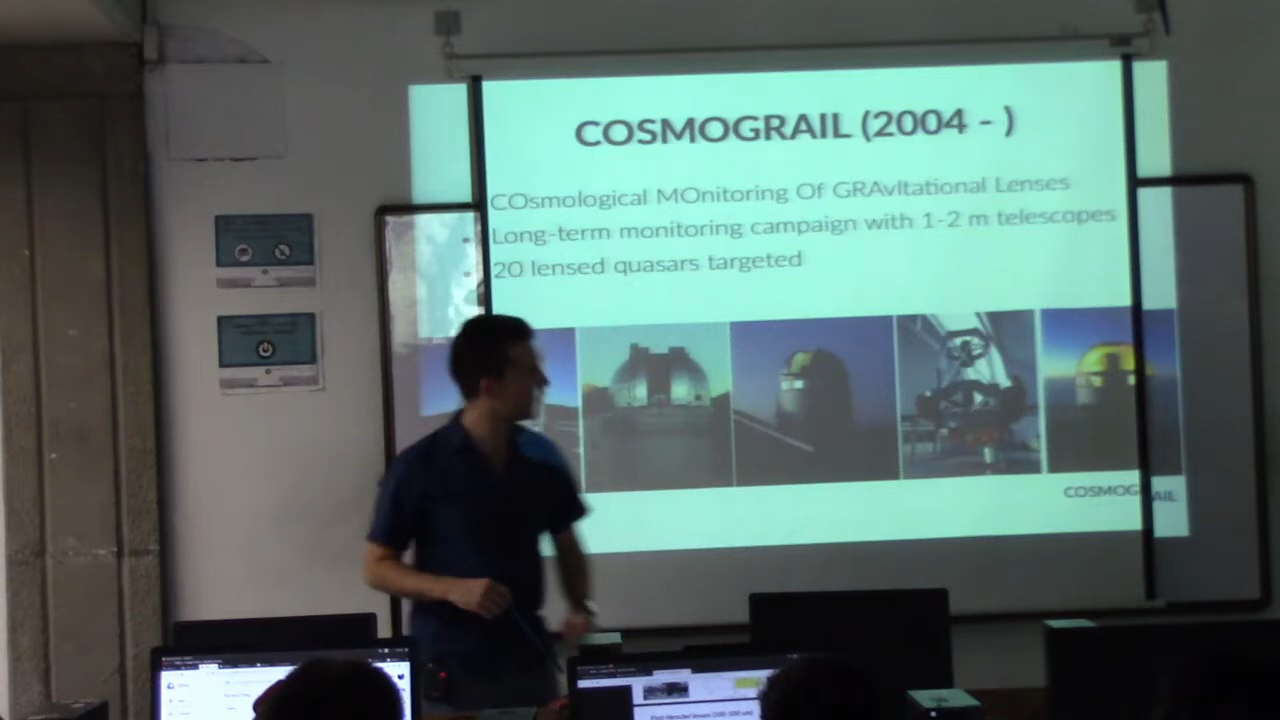 COSMOGRAIL (2004 - )
COsmological MOnitoring Of GRAvItational Lenses
Long-term monitoring campaign with 1-2 m telescopes
20 lensed quasars targeted
COSMOGRAIL